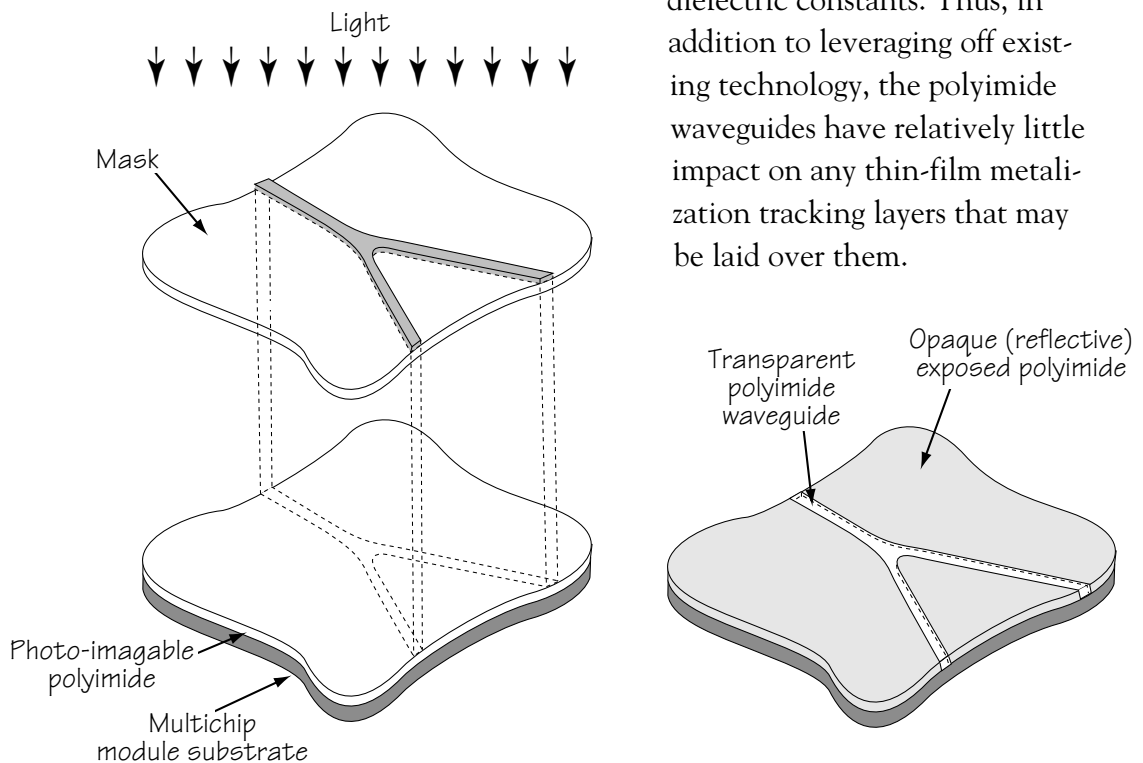 dielectric constants. Thus, in
addition to leveraging off exist-
ing technology, the polyimide
waveguides have relatively little
impact on any thin-film metali-
zation tracking layers that may
be laid over them.
Light
Mask
Photo-imagable
polyimide
Multichip
module substrate
Transparent
polyimide
waveguide
Opaque (reflective)
exposed polyimide